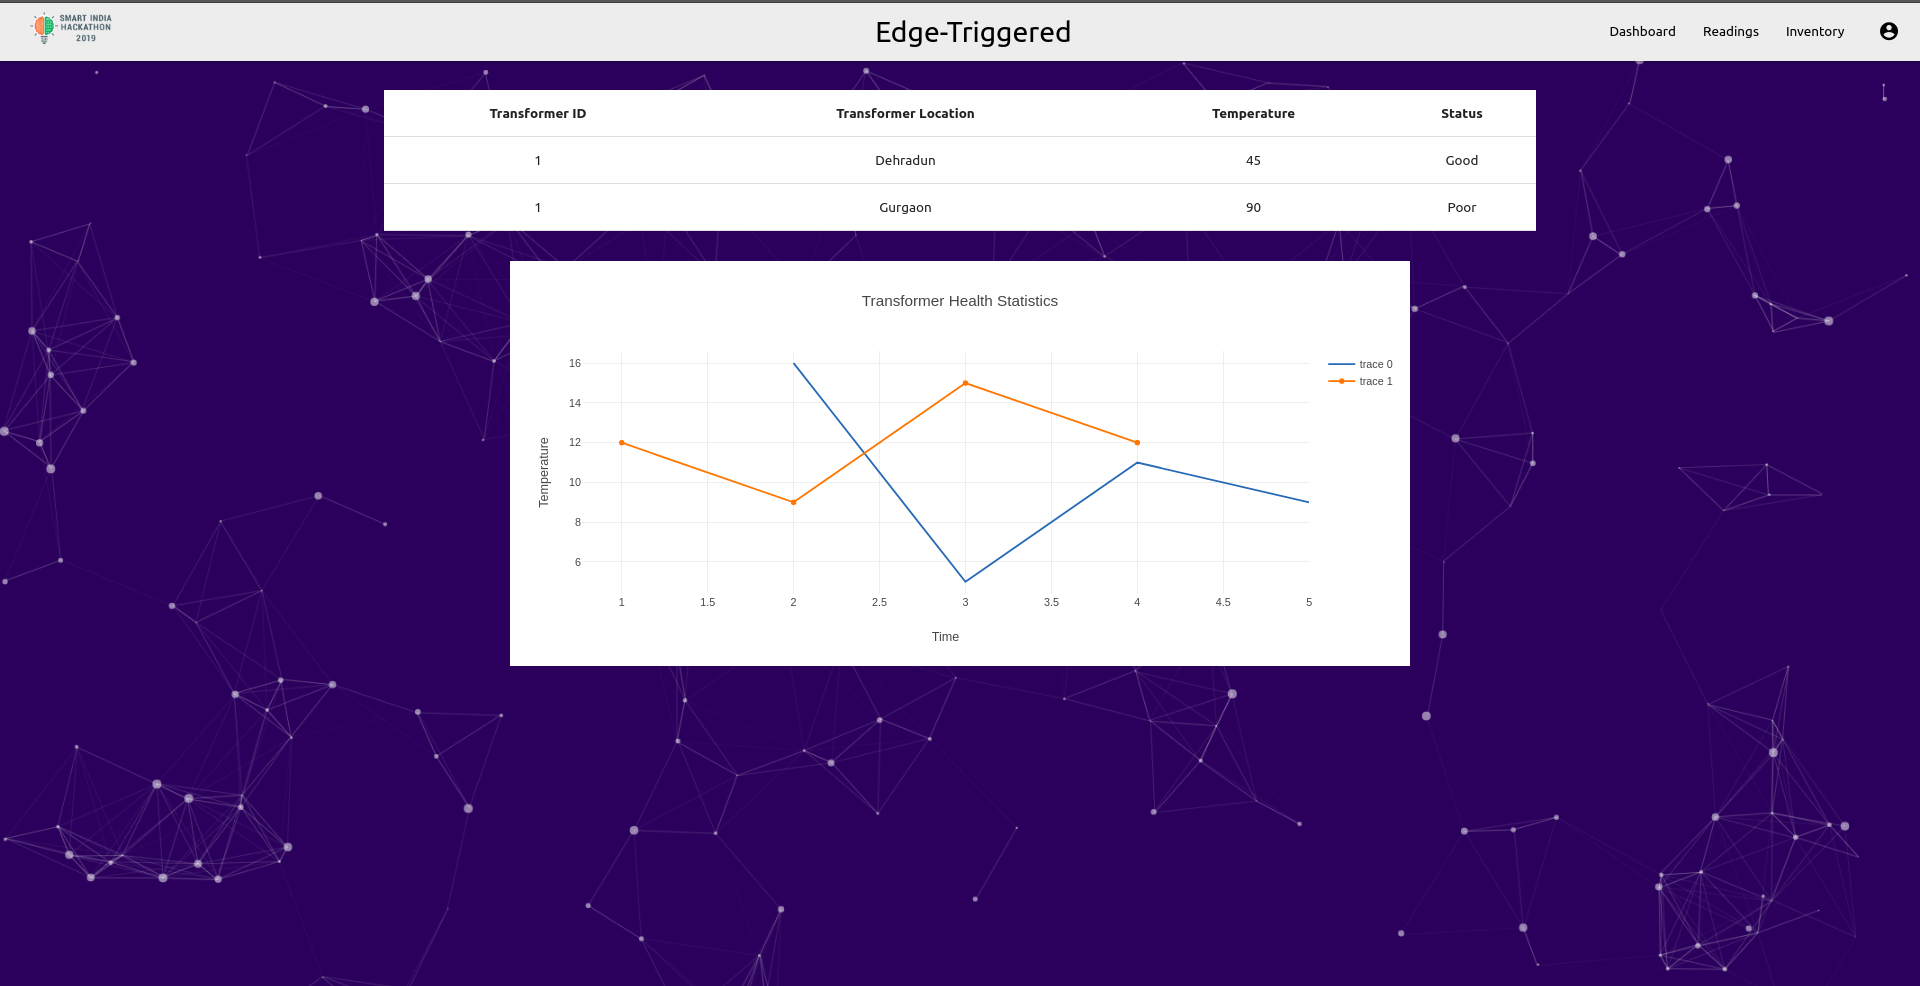 SMART INDIA
HACKATHON
2019
Edge-Triggered
Dashboard Readings Inventory
Transformer ID Transformer Location Temperature Status
1 Dehradun 45 Good
1 Gurgaon 90 Poor
Transformer Health Statistics
16
14
12
10
8
6
Temperature
1 1.5 2 2.5 3 3.5 4 4.5 5
Time
trace 0
trace 1